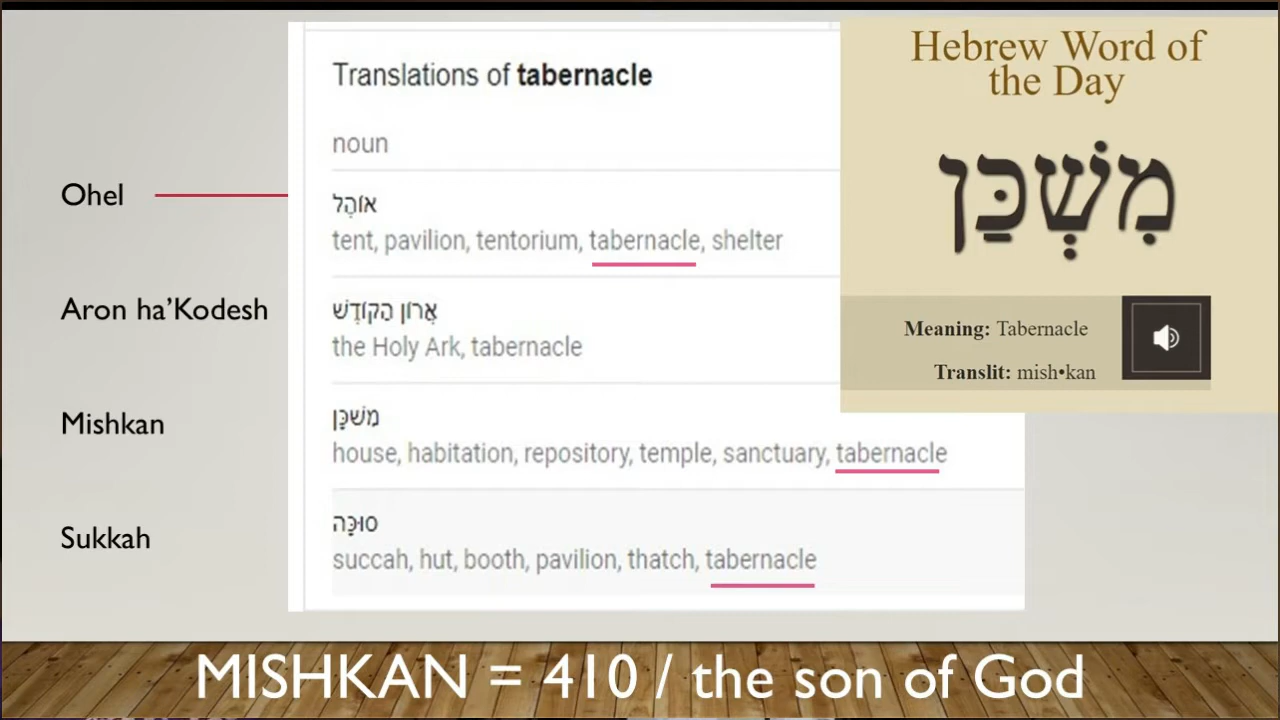 Hebrew Word of
the Day
מִשְׁכַּן
Meaning: Tabernacle
Translit: mish•kan
Translations of tabernacle
noun
Ohel
אוֹהֶל
tent, pavilion, tentorium, tabernacle, shelter
Aron ha’Kodesh
אֲרוֹן הַקוֹדֶשׁ
the Holy Ark, tabernacle
Mishkan
מִשׁכָּן
house, habitation, repository, temple, sanctuary, tabernacle
Sukkah
סוּכָּה
succah, hut, booth, pavilion, thatch, tabernacle
MISHKAN = 410 / the son of God